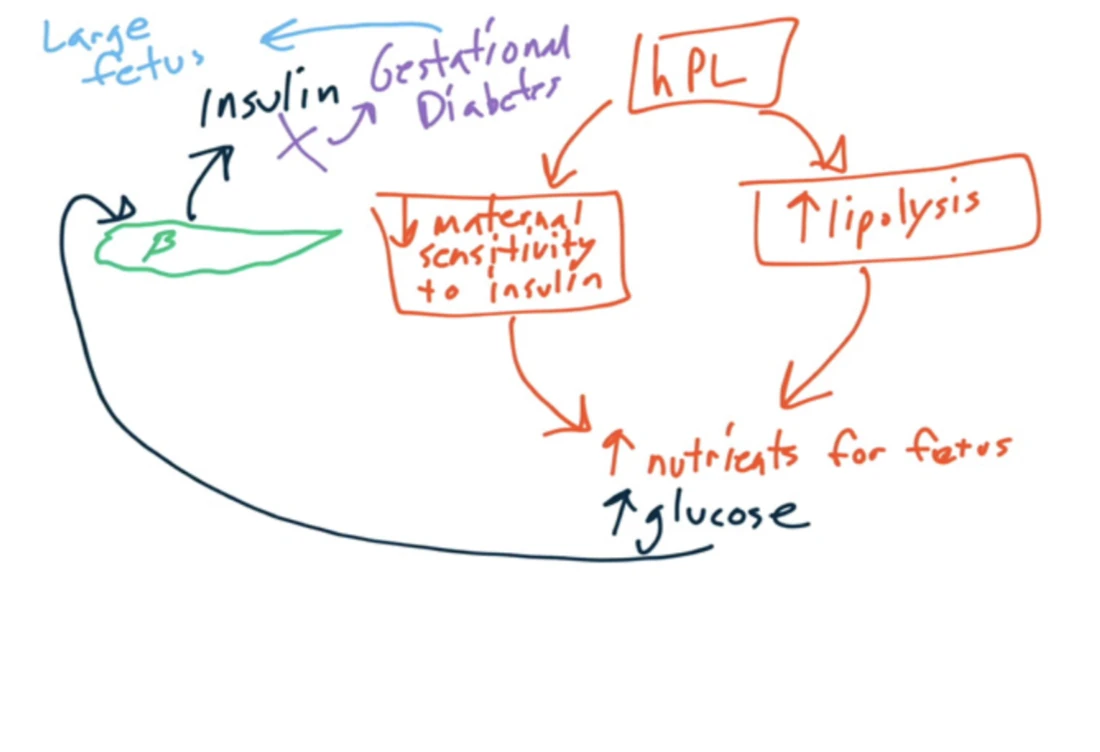 Large
fetus
Insulin
Gestational
Diabetes
hPL
β
↓ maternal
sensitivity
to insulin
↑ lipolysis
↑ nutrients for fetus
↑ glucose